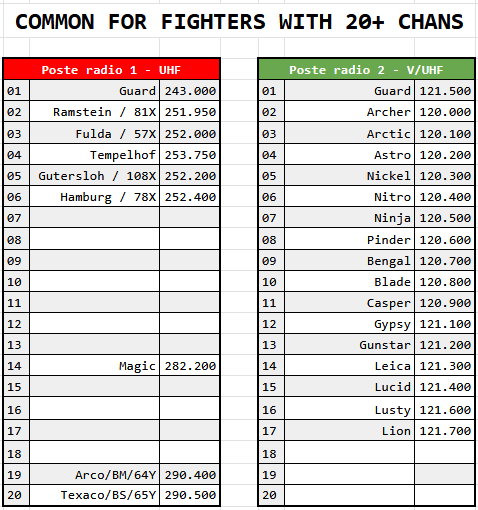 COMMON FOR FIGHTERS WITH 20+ CHANS
Poste radio 1 - UHF
01 Guard 243.000
02 Ramstein / 81X 251.950
03 Fulda / 57X 252.000
04 Tempelhof 253.750
05 Gutersloh / 108X 252.200
06 Hamburg / 78X 252.400
07
08
09
10
11
12
13
14 Magic 282.200
15
16
17
18
19 Arco/BM/64Y 290.400
20 Texaco/BS/65Y 290.500
Poste radio 2 - V/UHF
01 Guard 121.500
02 Archer 120.000
03 Arctic 120.100
04 Astro 120.200
05 Nickel 120.300
06 Nitro 120.400
07 Ninja 120.500
08 Pinder 120.600
09 Bengal 120.700
10 Blade 120.800
11 Casper 120.900
12 Gypsy 121.100
13 Gunstar 121.200
14 Leica 121.300
15 Lucid 121.400
16 Lusty 121.600
17 Lion 121.700
18
19
20